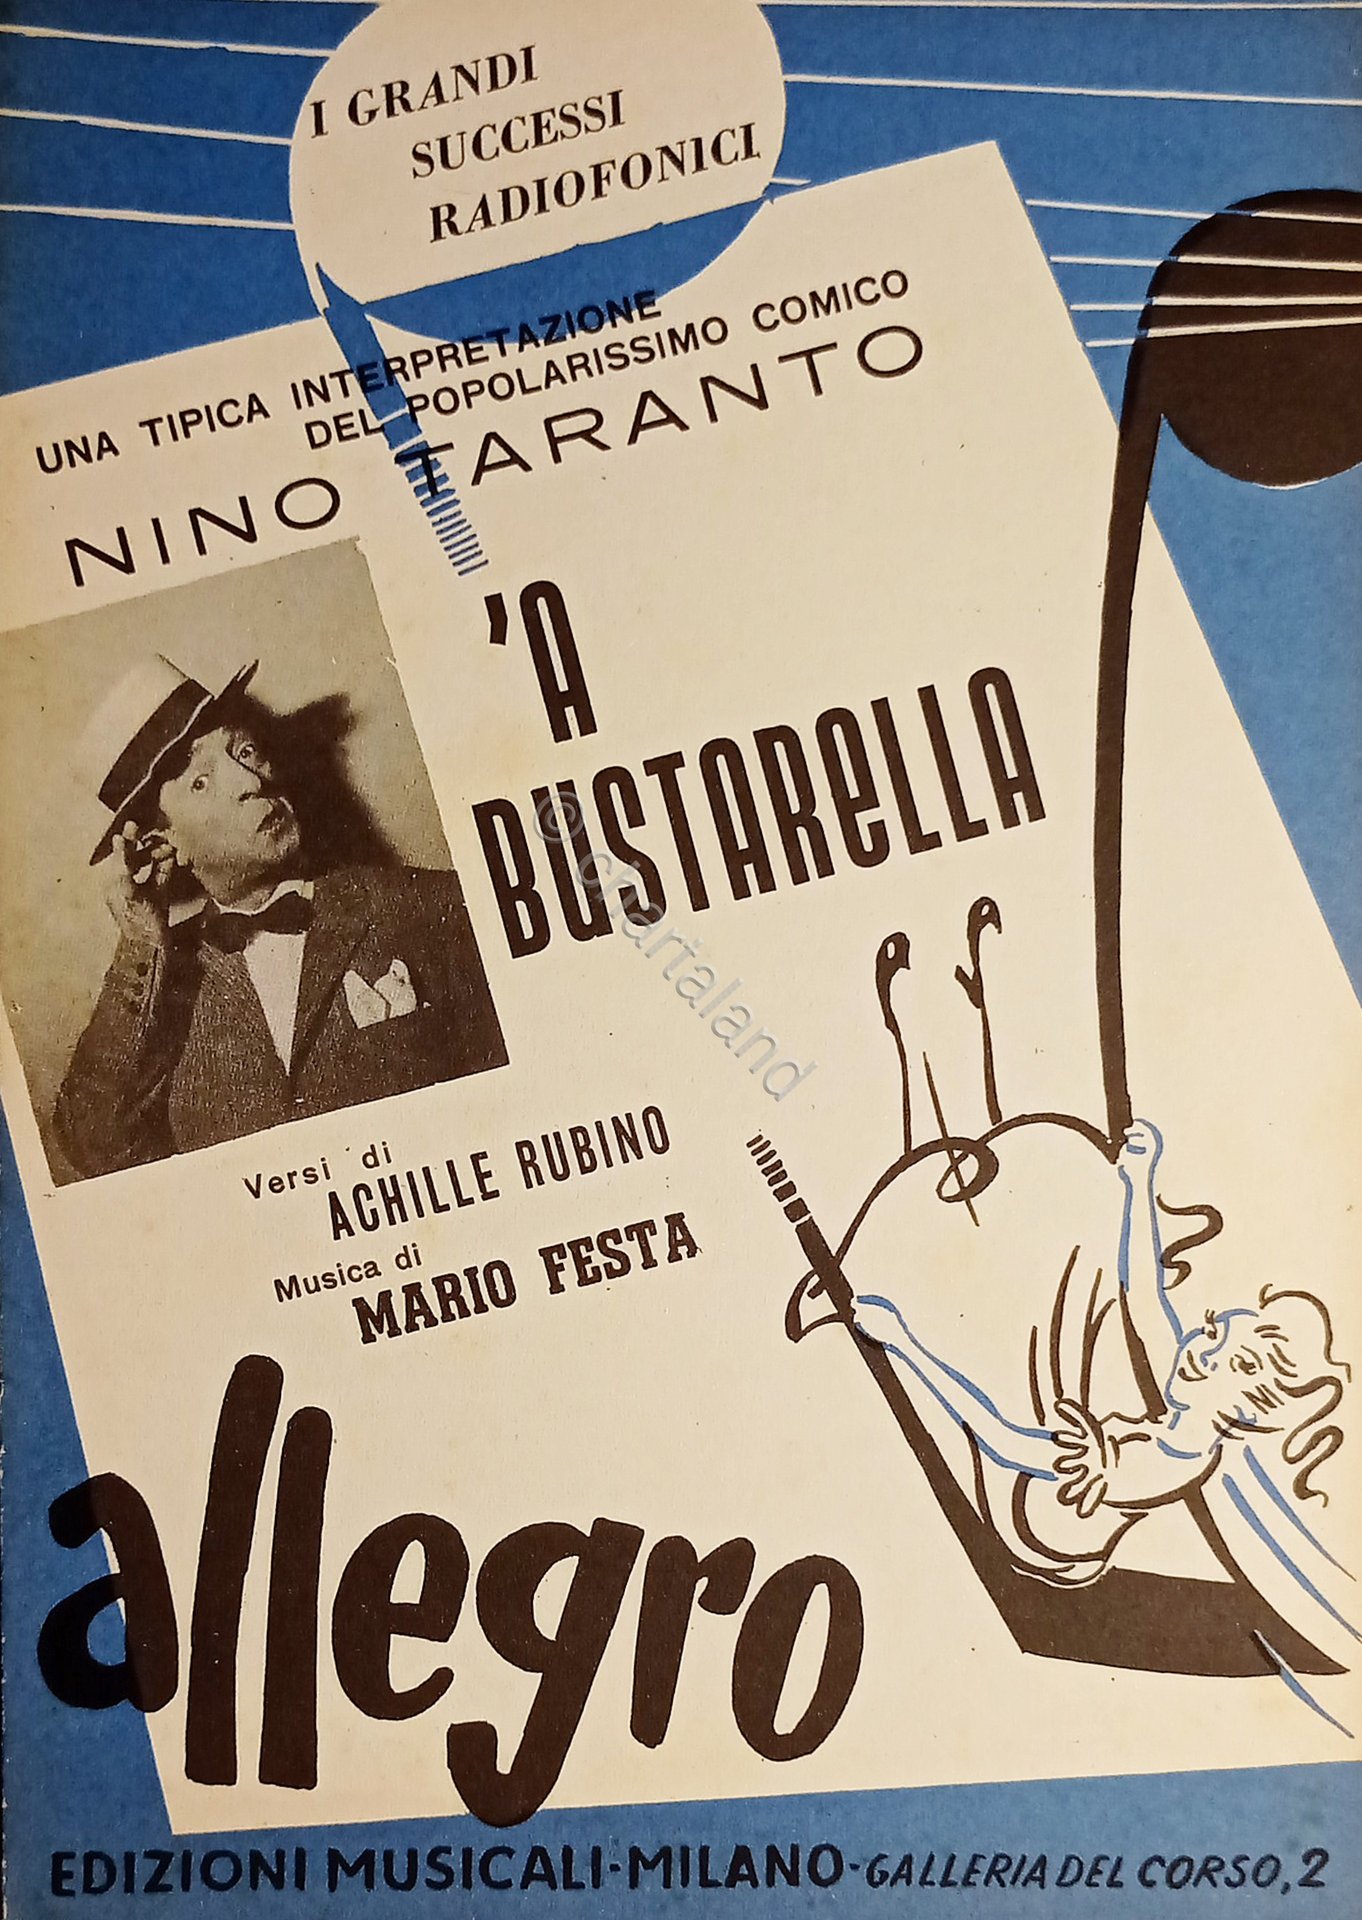 I GRANDI
SUCCESSI
RADIOFONICI
UNA TIPICA INTERPRETAZIONE
DEL POPOLARISSIMO COMICO
NINO TARANTO
'A
BUSTARELLA
© chartaland
Versi di
ACHILLE RUBINO
Musica di
MARIO FESTA
allegro
EDIZIONI MUSICALI-MILANO-GALLERIA DEL CORSO, 2